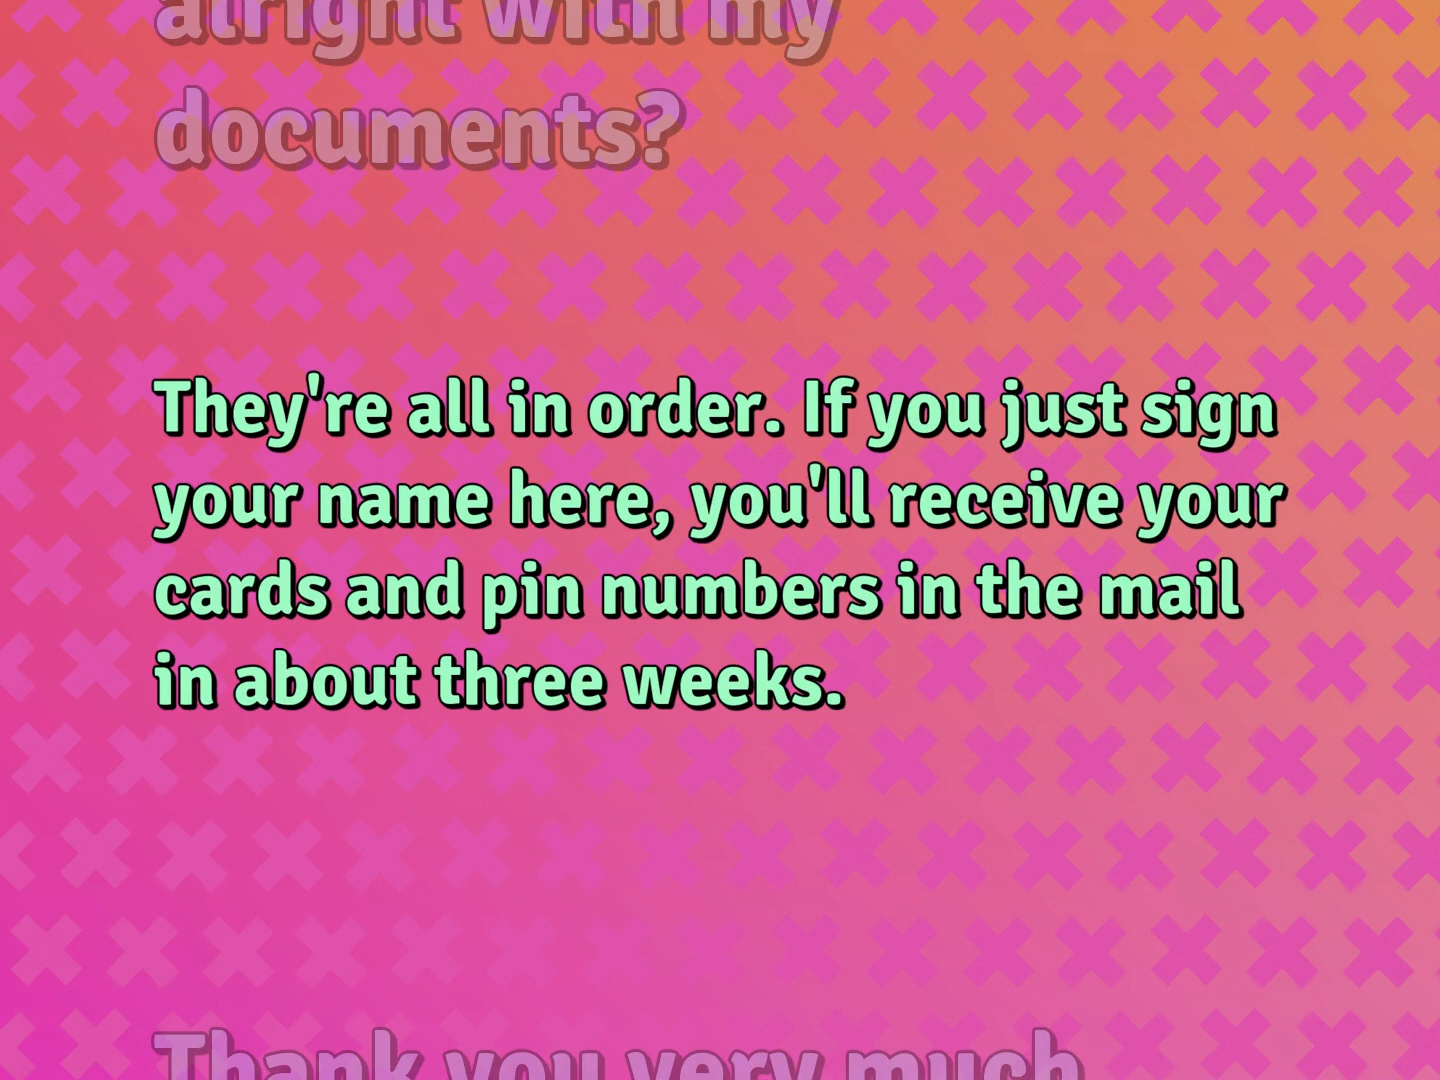 alright with my
documents?
They're all in order. If you just sign
your name here, you'll receive your
cards and pin numbers in the mail
in about three weeks.
Thank you very much